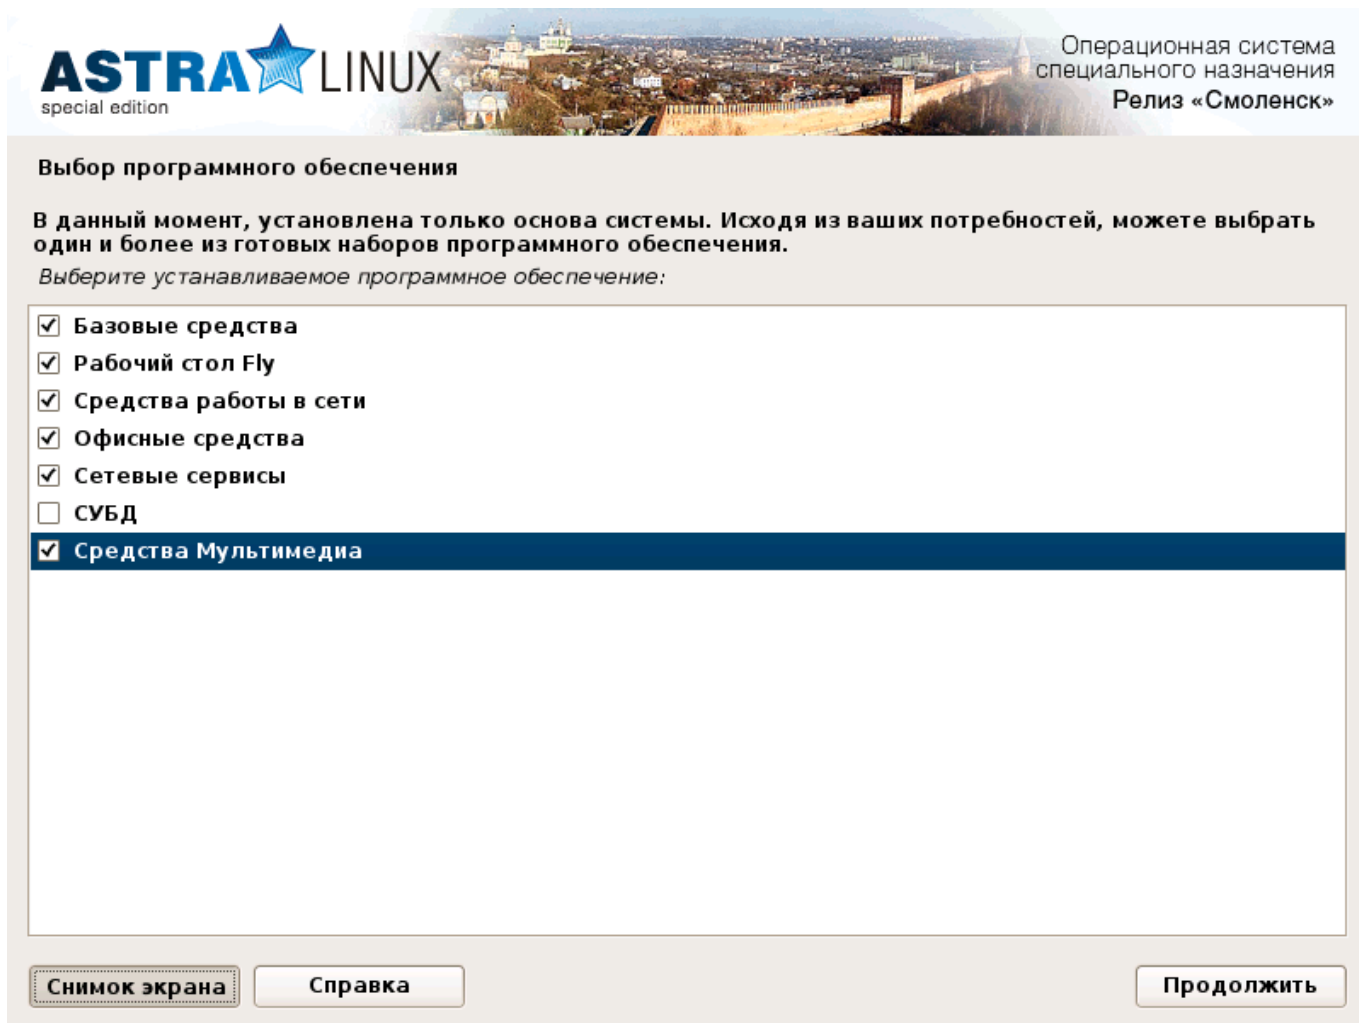 ASTRA LINUX
special edition
Операционная система
специального назначения
Релиз «Смоленск»
Выбор программного обеспечения
В данный момент, установлена только основа системы. Исходя из ваших потребностей, можете выбрать
один и более из готовых наборов программного обеспечения.
Выберите устанавливаемое программное обеспечение:
Базовые средства
Рабочий стол Fly
Средства работы в сети
Офисные средства
Сетевые сервисы
СУБД
Средства Мультимедиа
Снимок экрана
Справка
Продолжить